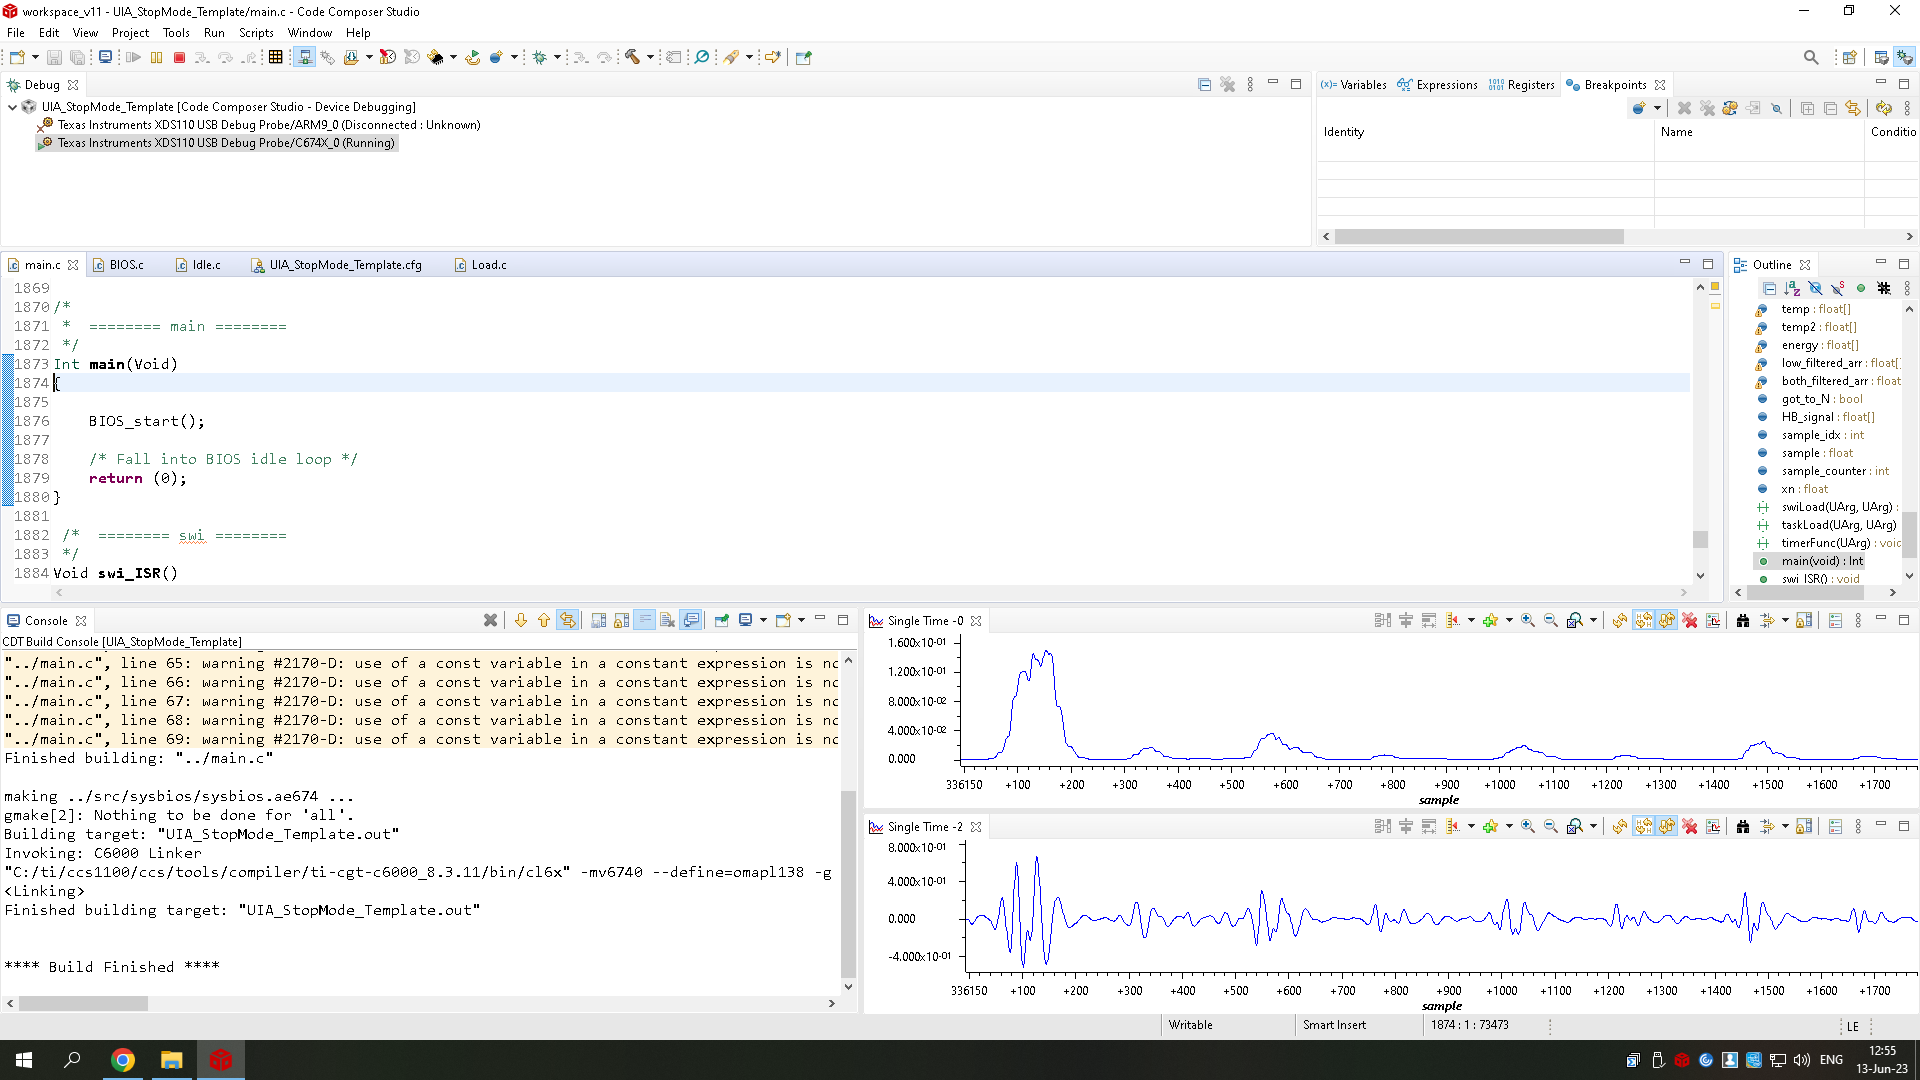 workspace_v11 - UIA_StopMode_Template/main.c - Code Composer Studio
File Edit View Project Tools Run Scripts Window Help
Debug
UIA_StopMode_Template [Code Composer Studio - Device Debugging]
Texas Instruments XDS110 USB Debug Probe/ARM9_0 (Disconnected : Unknown)
Texas Instruments XDS110 USB Debug Probe/C674X_0 (Running)
(x)= Variables Expressions Registers Breakpoints
Identity Name Conditio
main.c BIOS.c Idle.c UIA_StopMode_Template.cfg Load.c
1869
1870 /*
1871  *  ======== main ========
1872  */
1873 Int main(Void)
1874 {
1875
1876     BIOS_start();
1877
1878     /* Fall into BIOS idle loop */
1879     return (0);
1880 }
1881
1882  /*  ======== swi ========
1883  */
1884 Void swi_ISR()
Outline
temp : float[]
temp2 : float[]
energy : float[]
low_filtered_arr : float[]
both_filtered_arr : float
got_to_N : bool
HB_signal : float[]
sample_idx : int
sample : float
sample_counter : int
xn : float
swiLoad(UArg, UArg) :
taskLoad(UArg, UArg)
timerFunc(UArg) : voic
main(void) : Int
swi_ISR() : void
Console
CDT Build Console [UIA_StopMode_Template]
"../main.c", line 65: warning #2170-D: use of a const variable in a constant expression is no
"../main.c", line 66: warning #2170-D: use of a const variable in a constant expression is no
"../main.c", line 67: warning #2170-D: use of a const variable in a constant expression is no
"../main.c", line 68: warning #2170-D: use of a const variable in a constant expression is no
"../main.c", line 69: warning #2170-D: use of a const variable in a constant expression is no
Finished building: "../main.c"
making ../src/sysbios/sysbios.ae674 ...
gmake[2]: Nothing to be done for 'all'.
Building target: "UIA_StopMode_Template.out"
Invoking: C6000 Linker
"C:/ti/ccs1100/ccs/tools/compiler/ti-cgt-c6000_8.3.11/bin/cl6x" -mv6740 --define=omapl138 -g
<Linking>
Finished building target: "UIA_StopMode_Template.out"
**** Build Finished ****
Single Time -0
1.600x10-01
1.200x10-01
8.000x10-02
4.000x10-02
0.000
336150 +100 +200 +300 +400 +500 +600 +700 +800 +900 +1000 +1100 +1200 +1300 +1400 +1500 +1600 +1700
sample
Single Time -2
8.000x10-01
4.000x10-01
0.000
-4.000x10-01
336150 +100 +200 +300 +400 +500 +600 +700 +800 +900 +1000 +1100 +1200 +1300 +1400 +1500 +1600 +1700
sample
Writable Smart Insert 1874 : 1 : 73473 LE
ENG
12:55
13-Jun-23